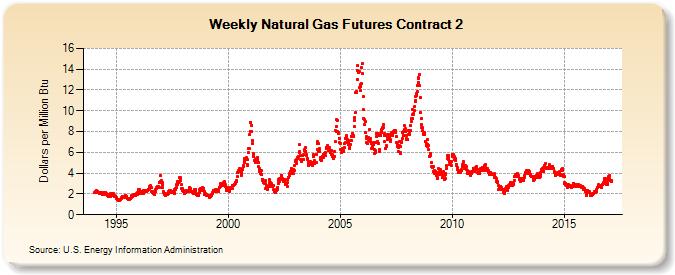 Weekly Natural Gas Futures Contract 2
Dollars per Million Btu
16
14
12
10
8
6
4
2
0
1995 2000 2005 2010 2015
Source: U.S. Energy Information Administration